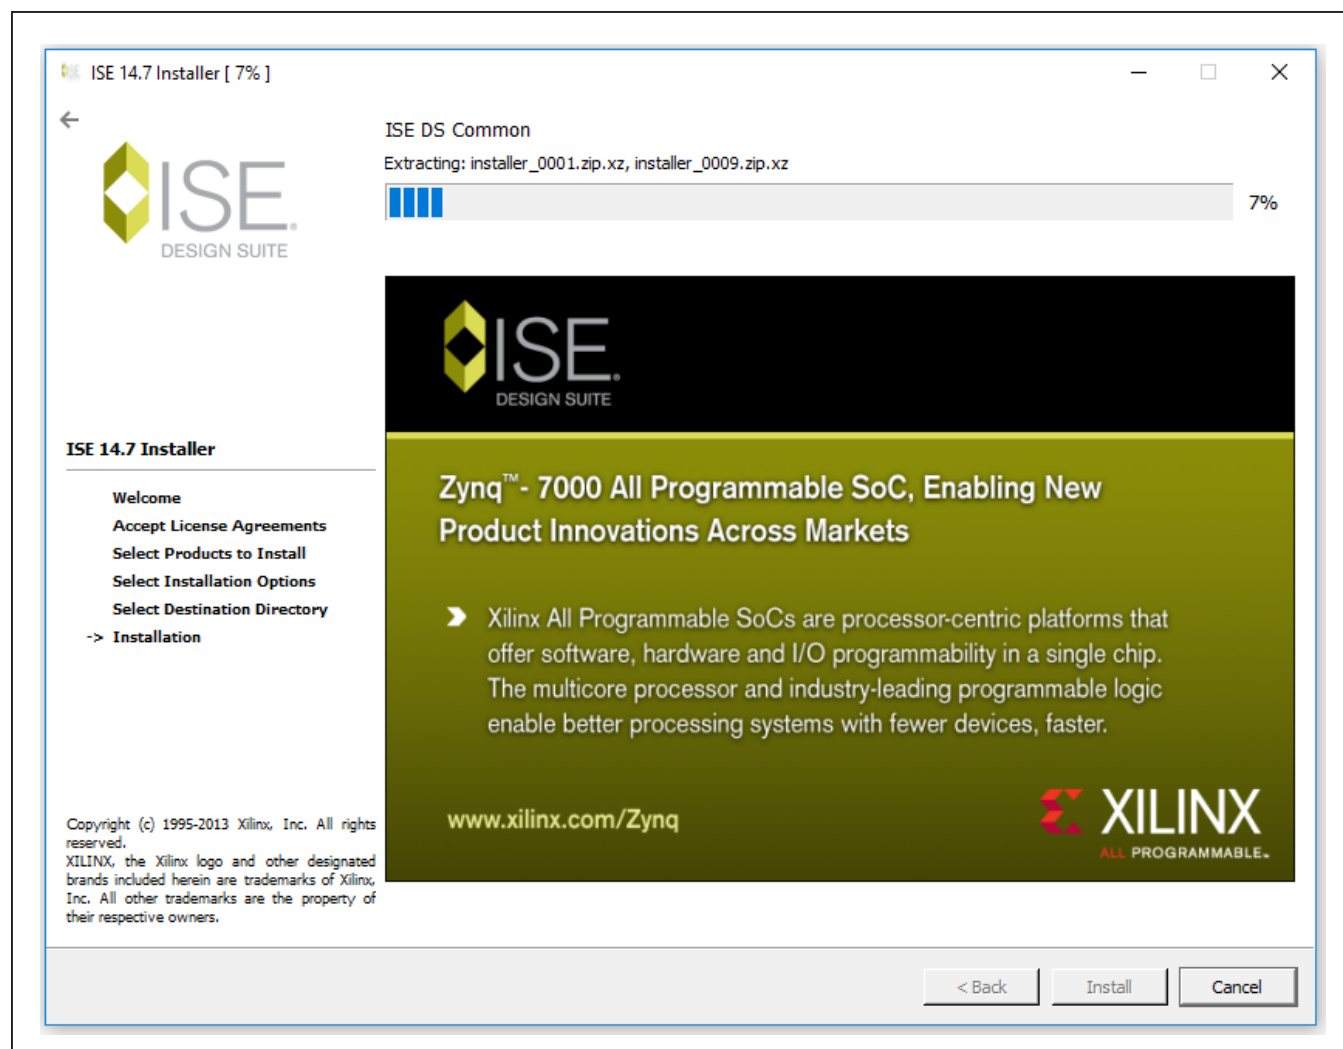 ISE 14.7 Installer [ 7% ]
ISE.
DESIGN SUITE
ISE DS Common
Extracting: installer_0001.zip.xz, installer_0009.zip.xz
7%
ISE.
DESIGN SUITE
Zynq™- 7000 All Programmable SoC, Enabling New
Product Innovations Across Markets
Xilinx All Programmable SoCs are processor-centric platforms that
offer software, hardware and I/O programmability in a single chip.
The multicore processor and industry-leading programmable logic
enable better processing systems with fewer devices, faster.
www.xilinx.com/Zynq
XILINX
ALL PROGRAMMABLE™
ISE 14.7 Installer
Welcome
Accept License Agreements
Select Products to Install
Select Installation Options
Select Destination Directory
-> Installation
Copyright (c) 1995-2013 Xilinx, Inc. All rights
reserved.
XILINX, the Xilinx logo and other designated
brands included herein are trademarks of Xilinx,
Inc. All other trademarks are the property of
their respective owners.
< Back
Install
Cancel